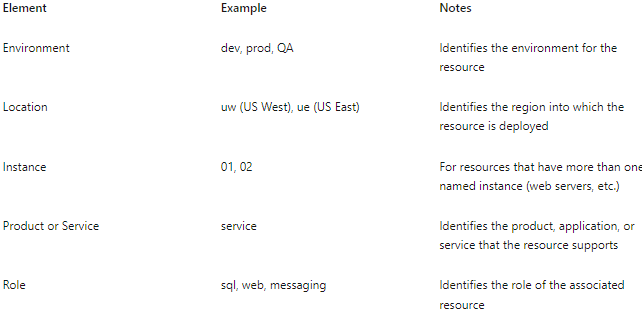 Element Example Notes
Environment dev, prod, QA Identifies the environment for the
resource
Location uw (US West), ue (US East) Identifies the region into which the
resource is deployed
Instance 01, 02 For resources that have more than one
named instance (web servers, etc.)
Product or Service service Identifies the product, application, or
service that the resource supports
Role sql, web, messaging Identifies the role of the associated
resource